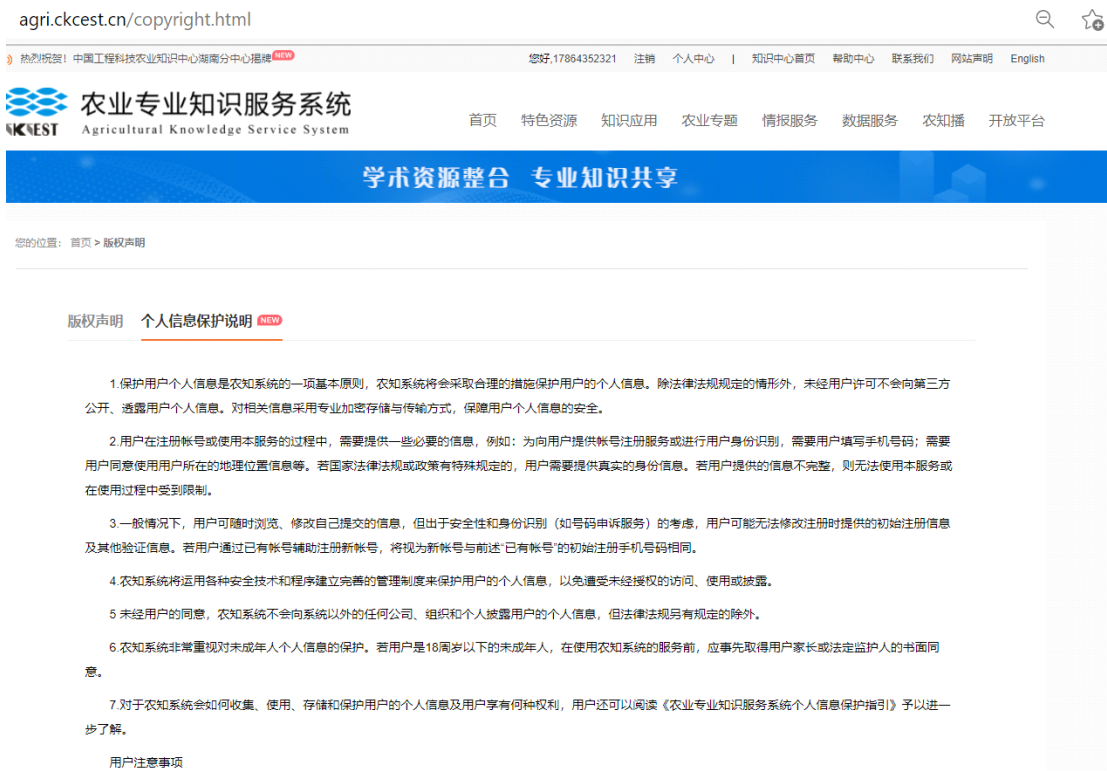 agri.ckcest.cn/copyright.html
热烈祝贺！中国工程科技农业知识中心湖南分中心揭牌 NEW
您好,17864352321 注销 个人中心 | 知识中心首页 帮助中心 联系我们 网站声明 English
农业专业知识服务系统
CKCEST Agricultural Knowledge Service System
首页 特色资源 知识应用 农业专题 情报服务 数据服务 农知播 开放平台
学术资源整合 专业知识共享
您的位置： 首页 > 版权声明
版权声明 个人信息保护说明 NEW
1.保护用户个人信息是农知系统的一项基本原则，农知系统将会采取合理的措施保护用户的个人信息。除法律法规规定的情形外，未经用户许可不会向第三方
公开、透露用户个人信息。对相关信息采用专业加密存储与传输方式，保障用户个人信息的安全。
2.用户在注册帐号或使用本服务的过程中，需要提供一些必要的信息，例如：为向用户提供帐号注册服务或进行用户身份识别，需要用户填写手机号码；需要
用户同意使用用户所在的地理位置信息等。若国家法律法规或政策有特殊规定的，用户需要提供真实的身份信息。若用户提供的信息不完整，则无法使用本服务或
在使用过程中受到限制。
3.一般情况下，用户可随时浏览、修改自己提交的信息，但出于安全性和身份识别（如号码申诉服务）的考虑，用户可能无法修改注册时提供的初始注册信息
及其他验证信息。若用户通过已有帐号辅助注册新帐号，将视为新帐号与前述“已有帐号”的初始注册手机号码相同。
4.农知系统将运用各种安全技术和程序建立完善的管理制度来保护用户的个人信息，以免遭受未经授权的访问、使用或披露。
5 未经用户的同意，农知系统不会向系统以外的任何公司、组织和个人披露用户的个人信息，但法律法规另有规定的除外。
6.农知系统非常重视对未成年人个人信息的保护。若用户是18周岁以下的未成年人，在使用农知系统的服务前，应事先取得用户家长或法定监护人的书面同
意。
7.对于农知系统会如何收集、使用、存储和保护用户的个人信息及用户享有何种权利，用户还可以阅读《农业专业知识服务系统个人信息保护指引》予以进一
步了解。
用户注意事项